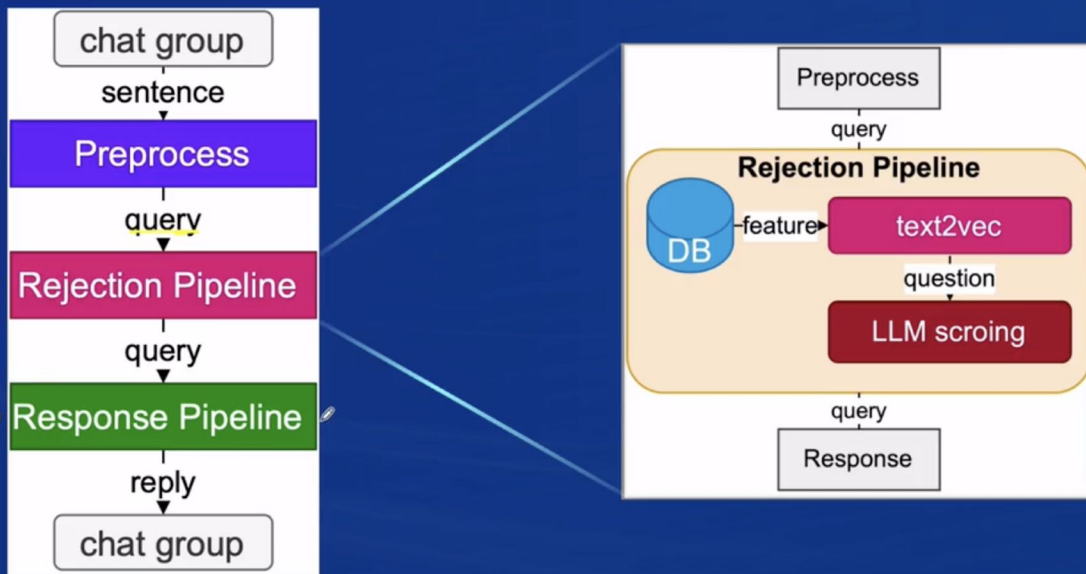 chat group
sentence
Preprocess
query
Rejection Pipeline
query
Response Pipeline
reply
chat group
Preprocess
query
Rejection Pipeline
DB
feature
text2vec
question
LLM scroing
query
Response